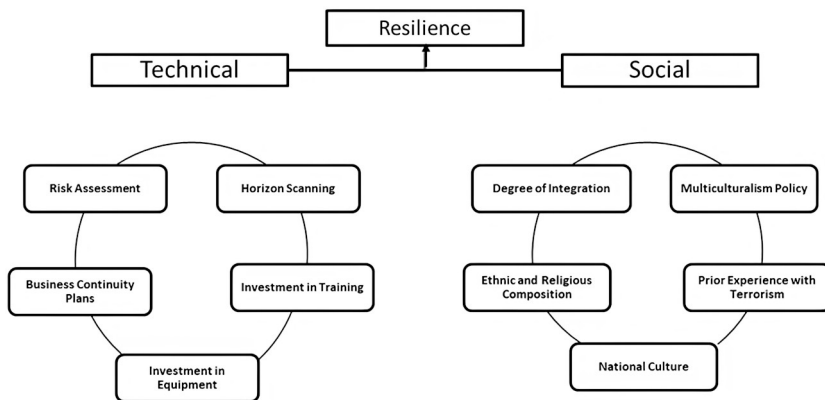 Resilience
Technical
Social
Risk Assessment
Horizon Scanning
Business Continuity
Plans
Investment in Training
Investment in
Equipment
Degree of Integration
Multiculturalism Policy
Ethnic and Religious
Composition
Prior Experience with
Terrorism
National Culture